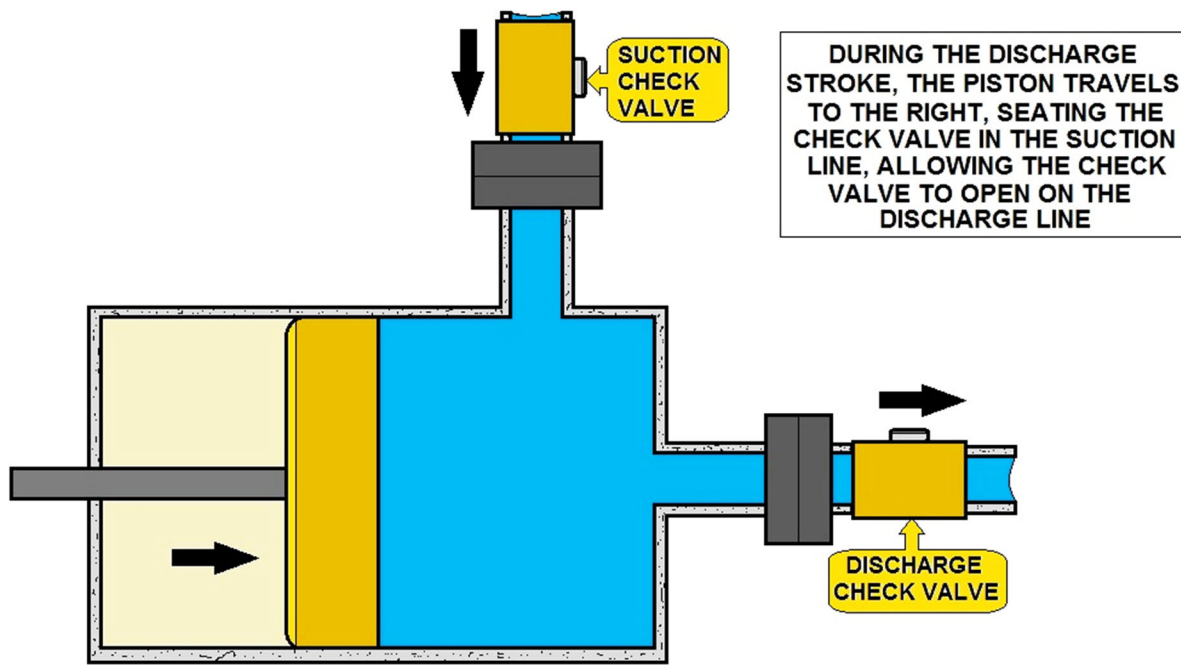 SUCTION
CHECK
VALVE
DURING THE DISCHARGE
STROKE, THE PISTON TRAVELS
TO THE RIGHT, SEATING THE
CHECK VALVE IN THE SUCTION
LINE, ALLOWING THE CHECK
VALVE TO OPEN ON THE
DISCHARGE LINE
DISCHARGE
CHECK VALVE